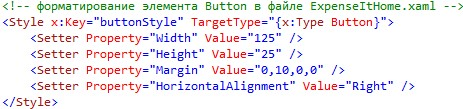 <!-- форматирование элемента Button в файле ExpenseItHome.xaml -->
<Style x:Key="buttonStyle" TargetType="{x:Type Button}">
    <Setter Property="Width" Value="125" />
    <Setter Property="Height" Value="25" />
    <Setter Property="Margin" Value="0,10,0,0" />
    <Setter Property="HorizontalAlignment" Value="Right" />
</Style>